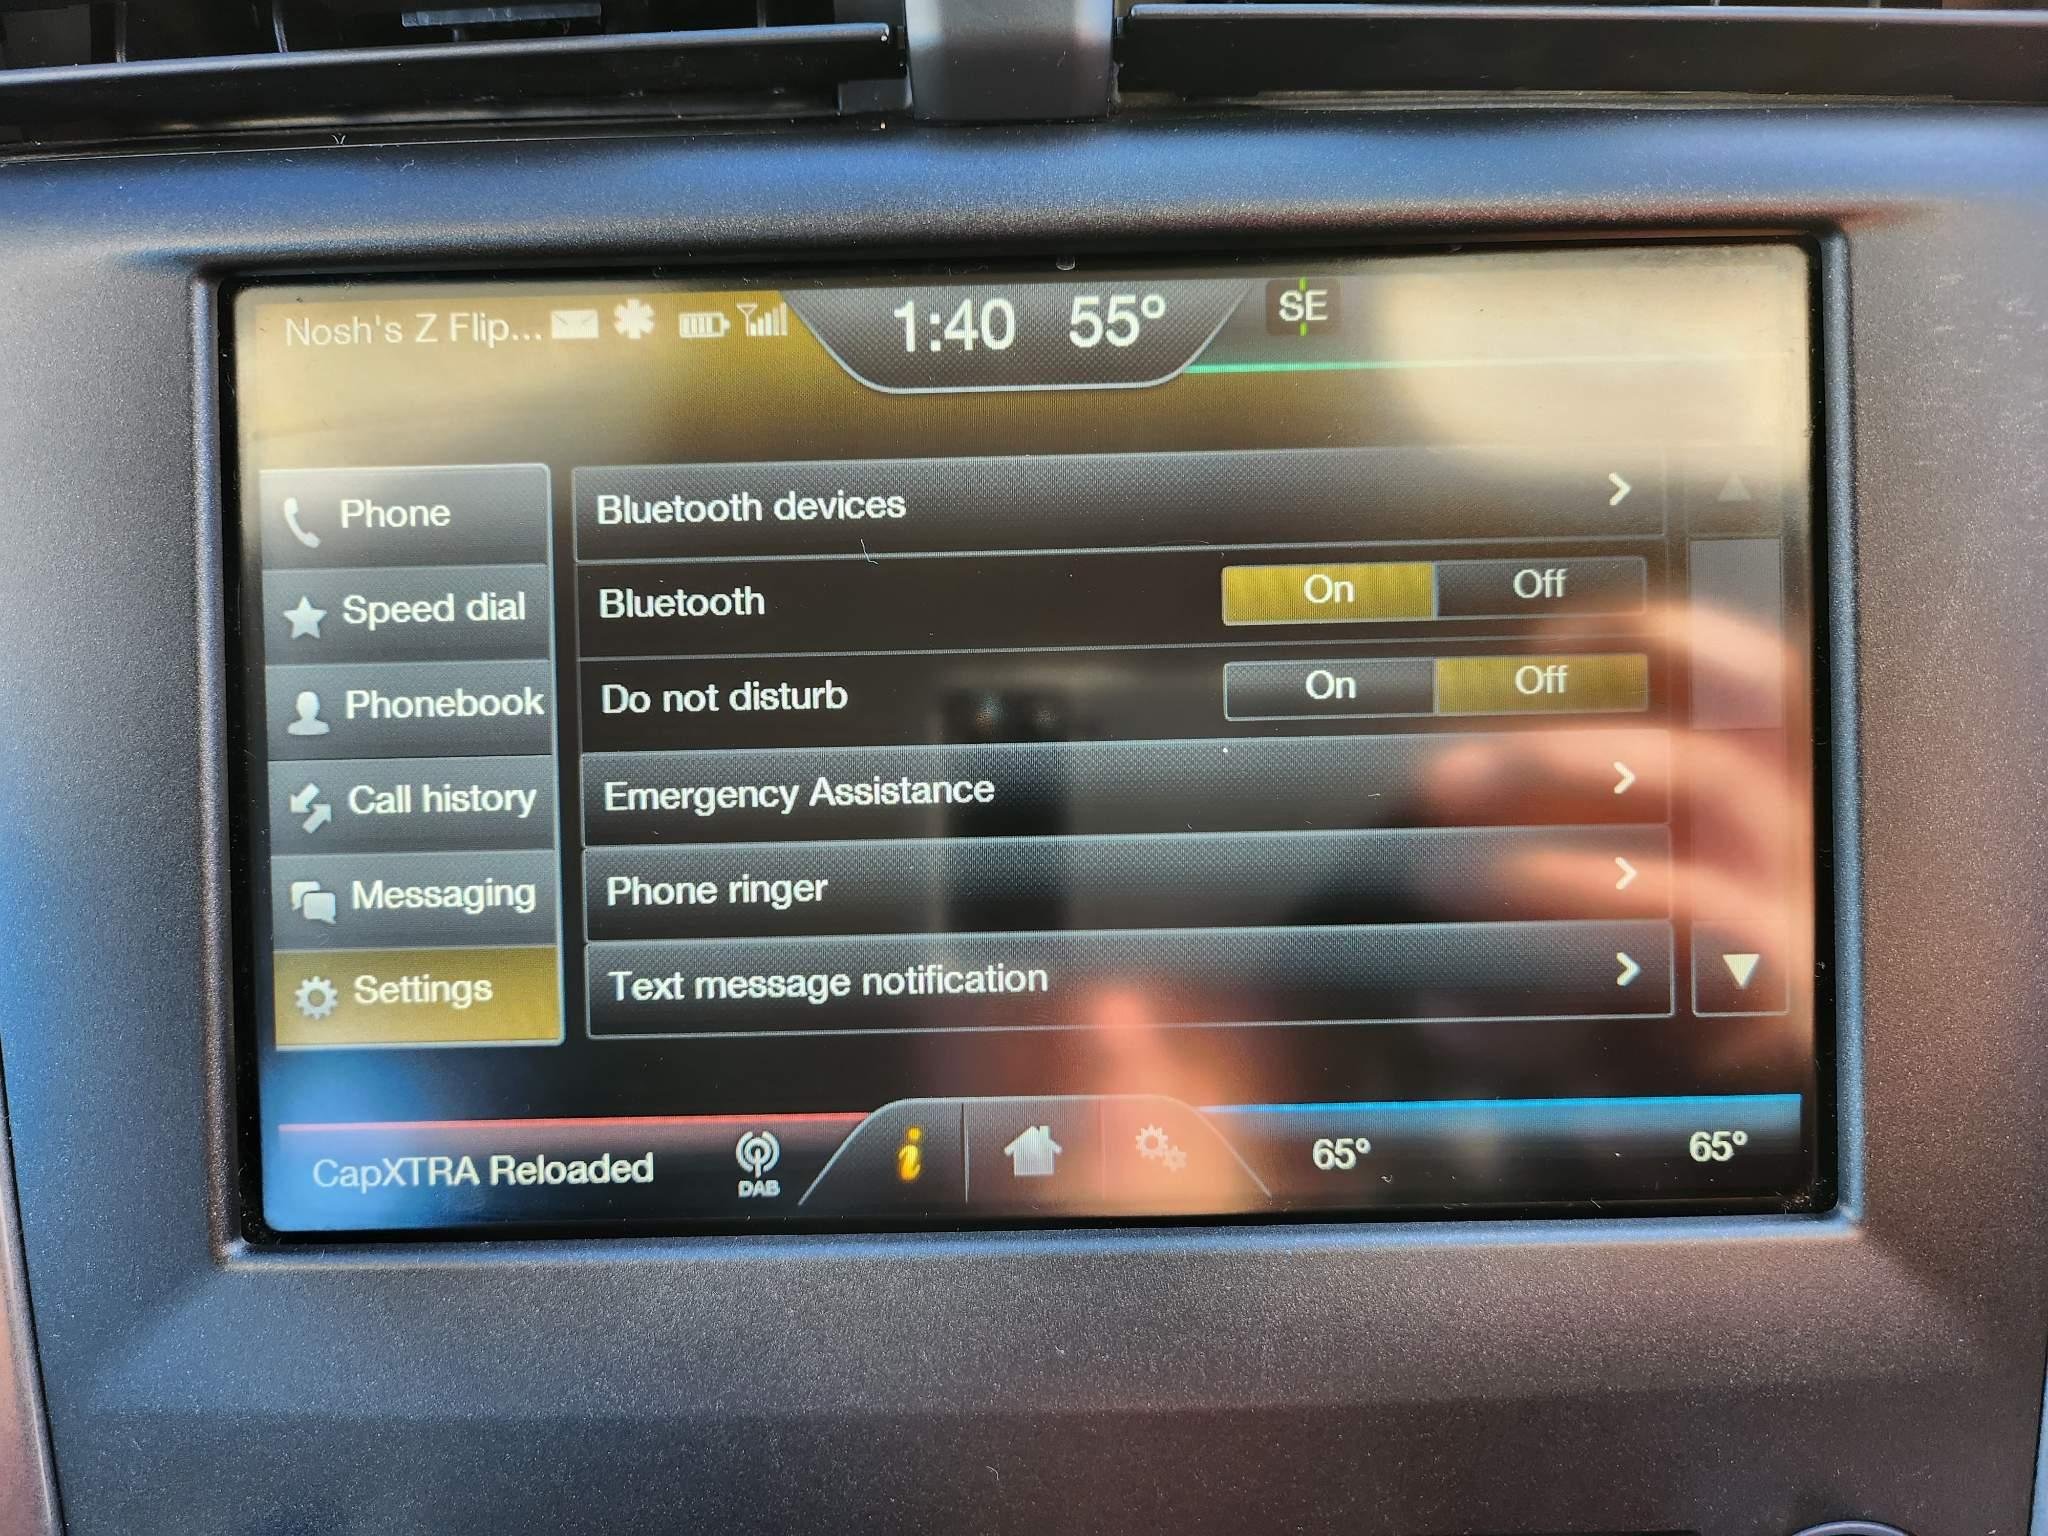 Nosh's Z Flip... 1:40 55° SE
Phone
Speed dial
Phonebook
Call history
Messaging
Settings
Bluetooth devices
Bluetooth On Off
Do not disturb On Off
Emergency Assistance
Phone ringer
Text message notification
CapXTRA Reloaded DAB i 65° 65°